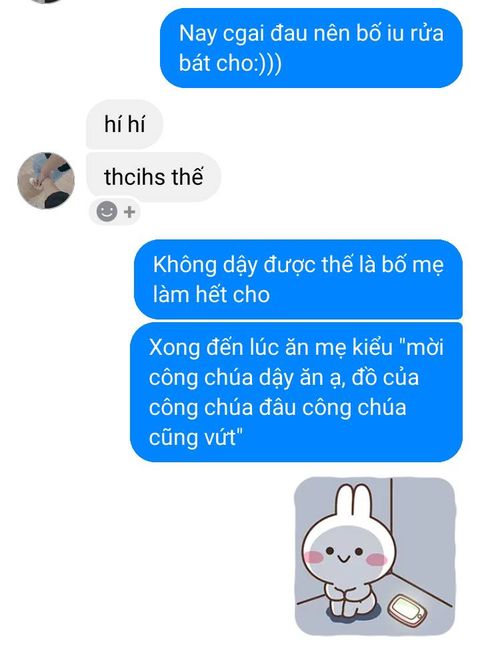 Nay cgai đau nên bố iu rửa
bát cho:)))
hí hí
thcihs thế
Không dậy được thế là bố mẹ
làm hết cho
Xong đến lúc ăn mẹ kiểu "mời
công chúa dậy ăn ạ, đồ của
công chúa đâu công chúa
cũng vứt"